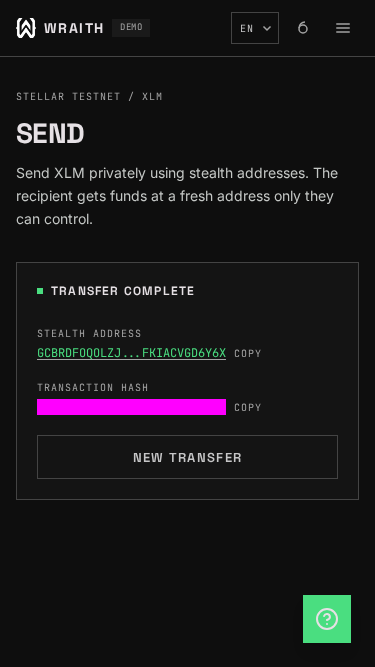 WRAITH DEMO EN
STELLAR TESTNET / XLM
SEND
Send XLM privately using stealth addresses. The
recipient gets funds at a fresh address only they
can control.
TRANSFER COMPLETE
STEALTH ADDRESS
GCBRDFOQOLZJ...FKIACVGD6Y6X COPY
TRANSACTION HASH
COPY
NEW TRANSFER